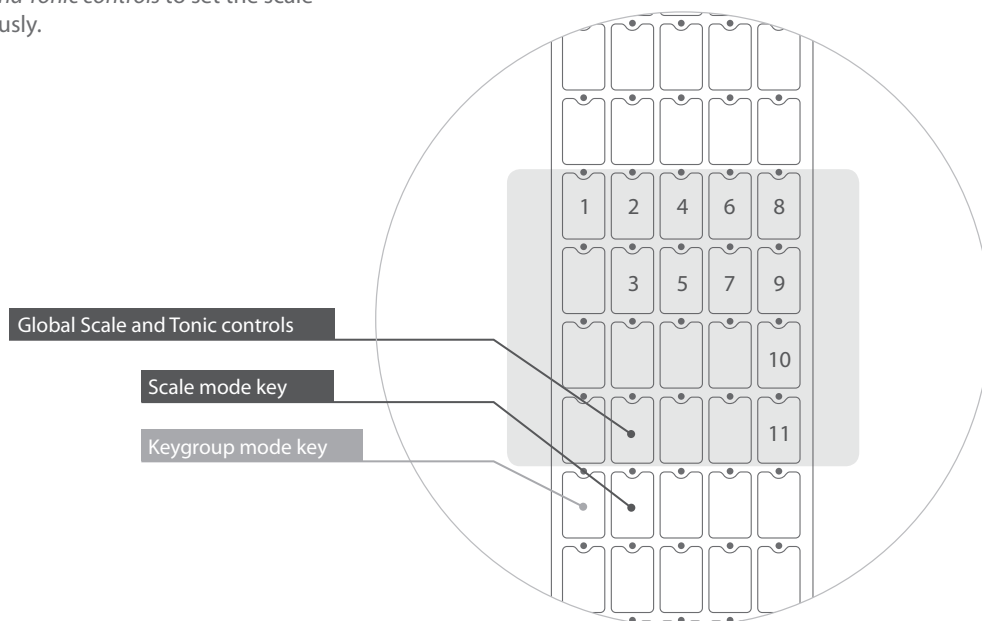 nd Tonic controls to set the scale
usly.
1 2 4 6 8
3 5 7 9
Global Scale and Tonic controls
10
Scale mode key
11
Keygroup mode key